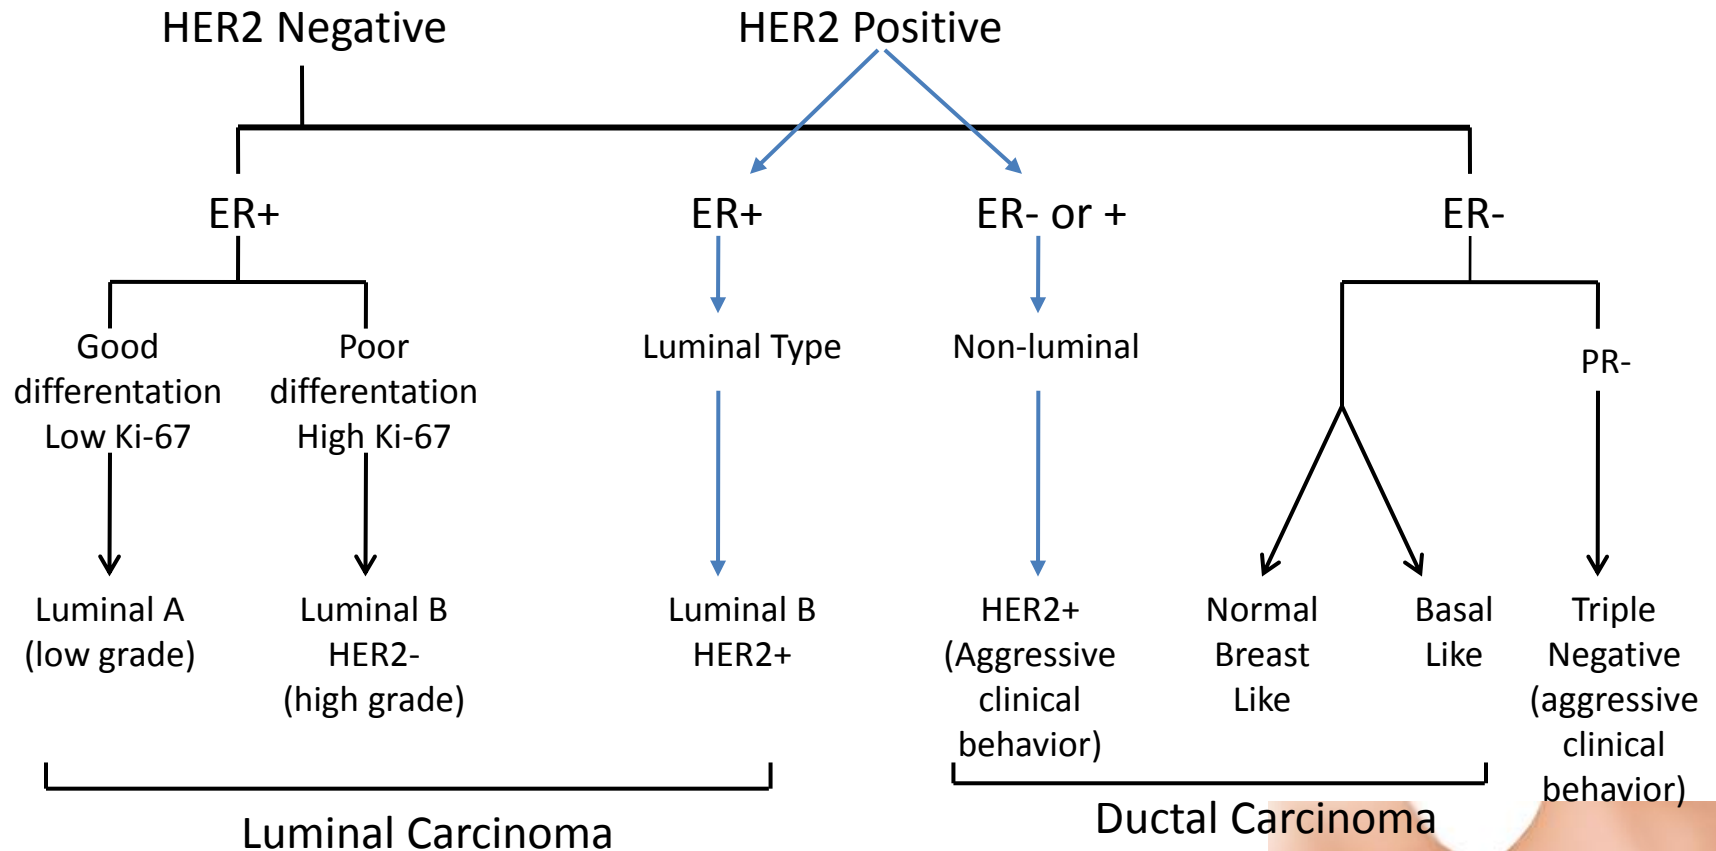 HER2 Negative
HER2 Positive
ER+
ER+
ER- or +
ER-
Good
differentation
Low Ki-67
Poor
differentation
High Ki-67
Luminal Type
Non-luminal
PR-
Luminal A
(low grade)
Luminal B
HER2-
(high grade)
Luminal B
HER2+
HER2+
(Aggressive
clinical
behavior)
Normal
Breast
Like
Basal
Like
Triple
Negative
(aggressive
clinical
behavior)
Luminal Carcinoma
Ductal Carcinoma